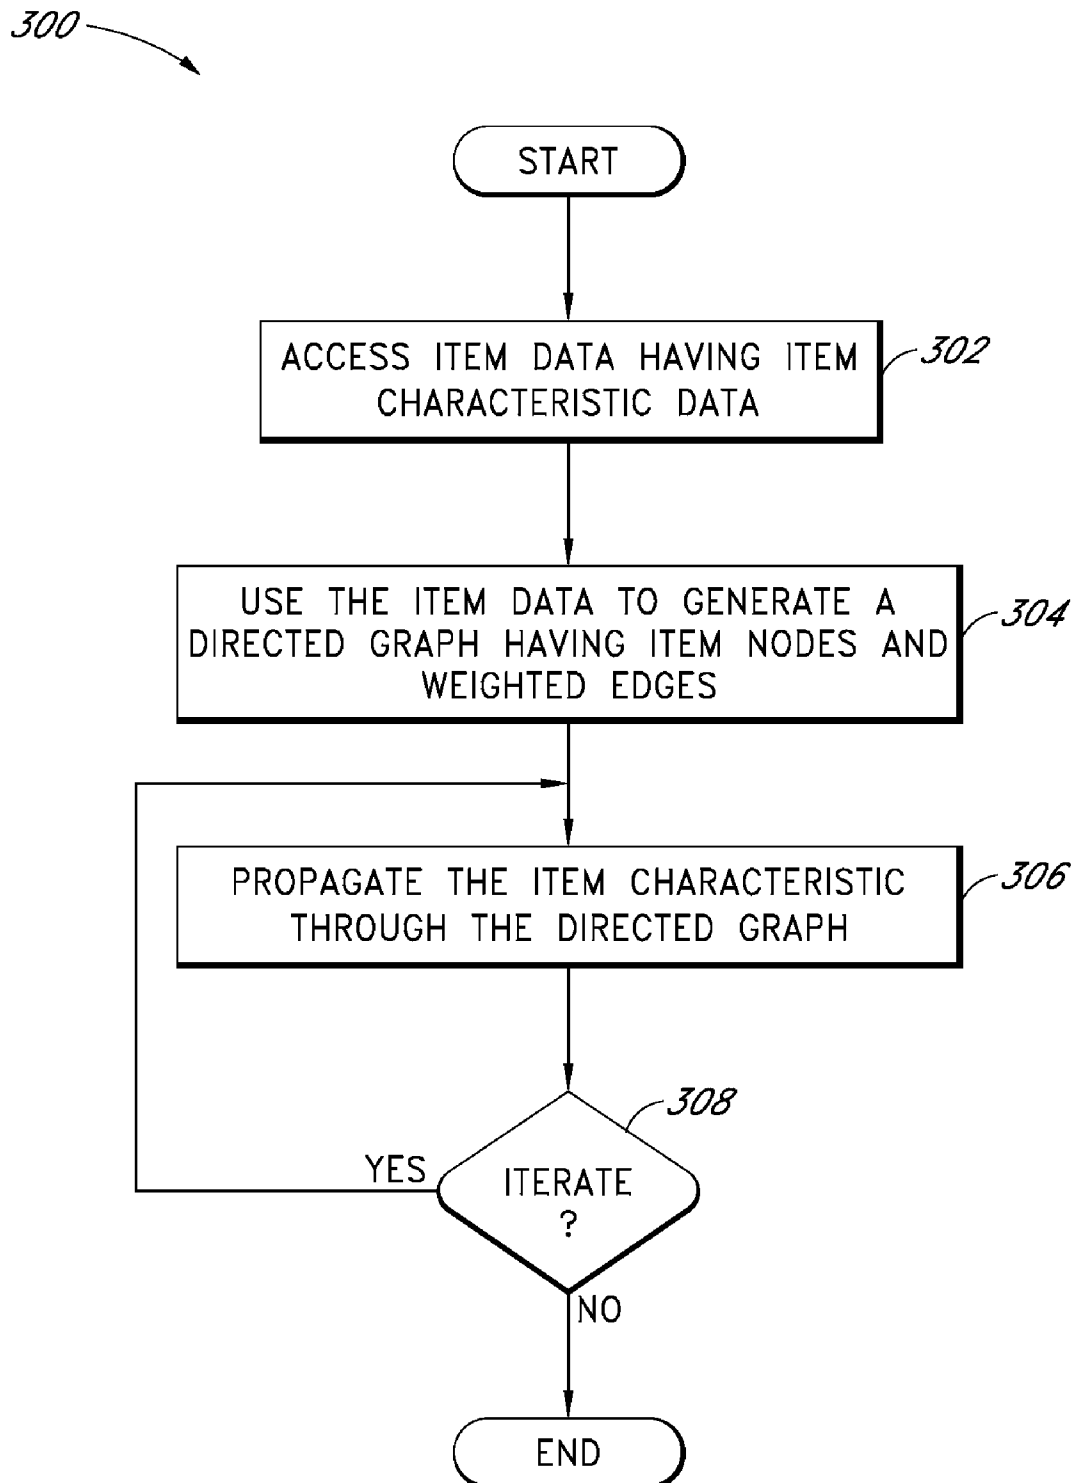 300
START
ACCESS ITEM DATA HAVING ITEM
CHARACTERISTIC DATA
302
USE THE ITEM DATA TO GENERATE A
DIRECTED GRAPH HAVING ITEM NODES AND
WEIGHTED EDGES
304
PROPAGATE THE ITEM CHARACTERISTIC
THROUGH THE DIRECTED GRAPH
306
308
YES
ITERATE
?
NO
END